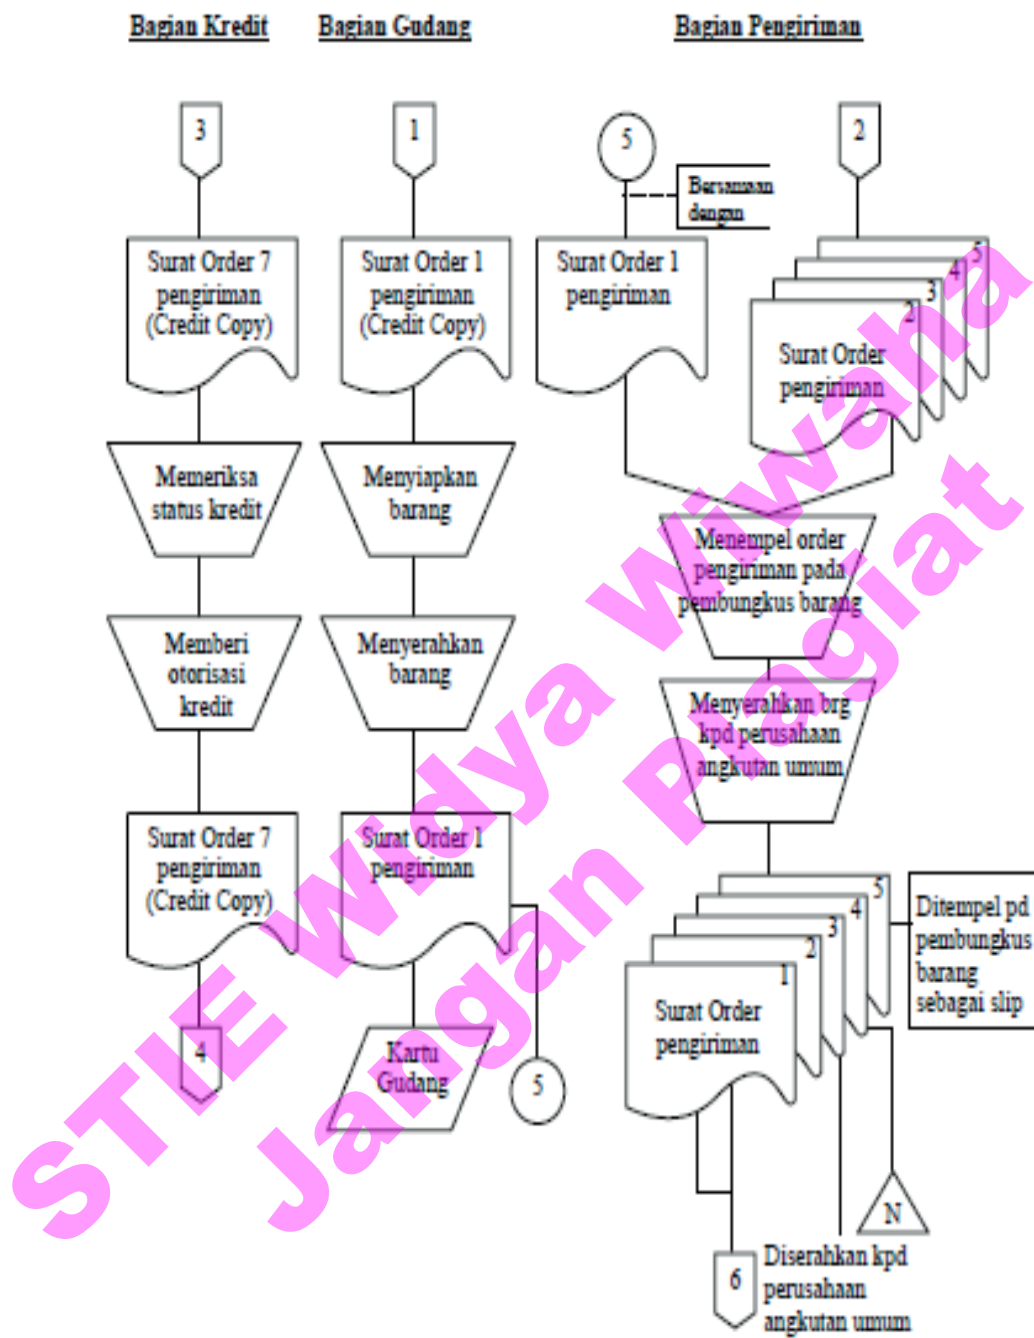 Bagian Kredit
Bagian Gudang
Bagian Pengiriman
3
1
5
2
Bersamaan
dengan
Surat Order 7
pengiriman
(Credit Copy)
Surat Order 1
pengiriman
(Credit Copy)
Surat Order 1
pengiriman
5
4
3
2
Surat Order
pengiriman
Memeriksa
status kredit
Menyiapkan
barang
Menempel order
pengiriman pada
pembungkus barang
Memberi
otorisasi
kredit
Menyerahkan
barang
Menyerahkan brg
kpd perusahaan
angkutan umum
Surat Order 7
pengiriman
(Credit Copy)
Surat Order 1
pengiriman
5
4
3
2
1
Surat Order
pengiriman
Ditempel pd
pembungkus
barang
sebagai slip
4
Kartu
Gudang
5
N
6
Diserahkan kpd
perusahaan
angkutan umum
STIE Widya Wiwaha
Jangan Plagiat